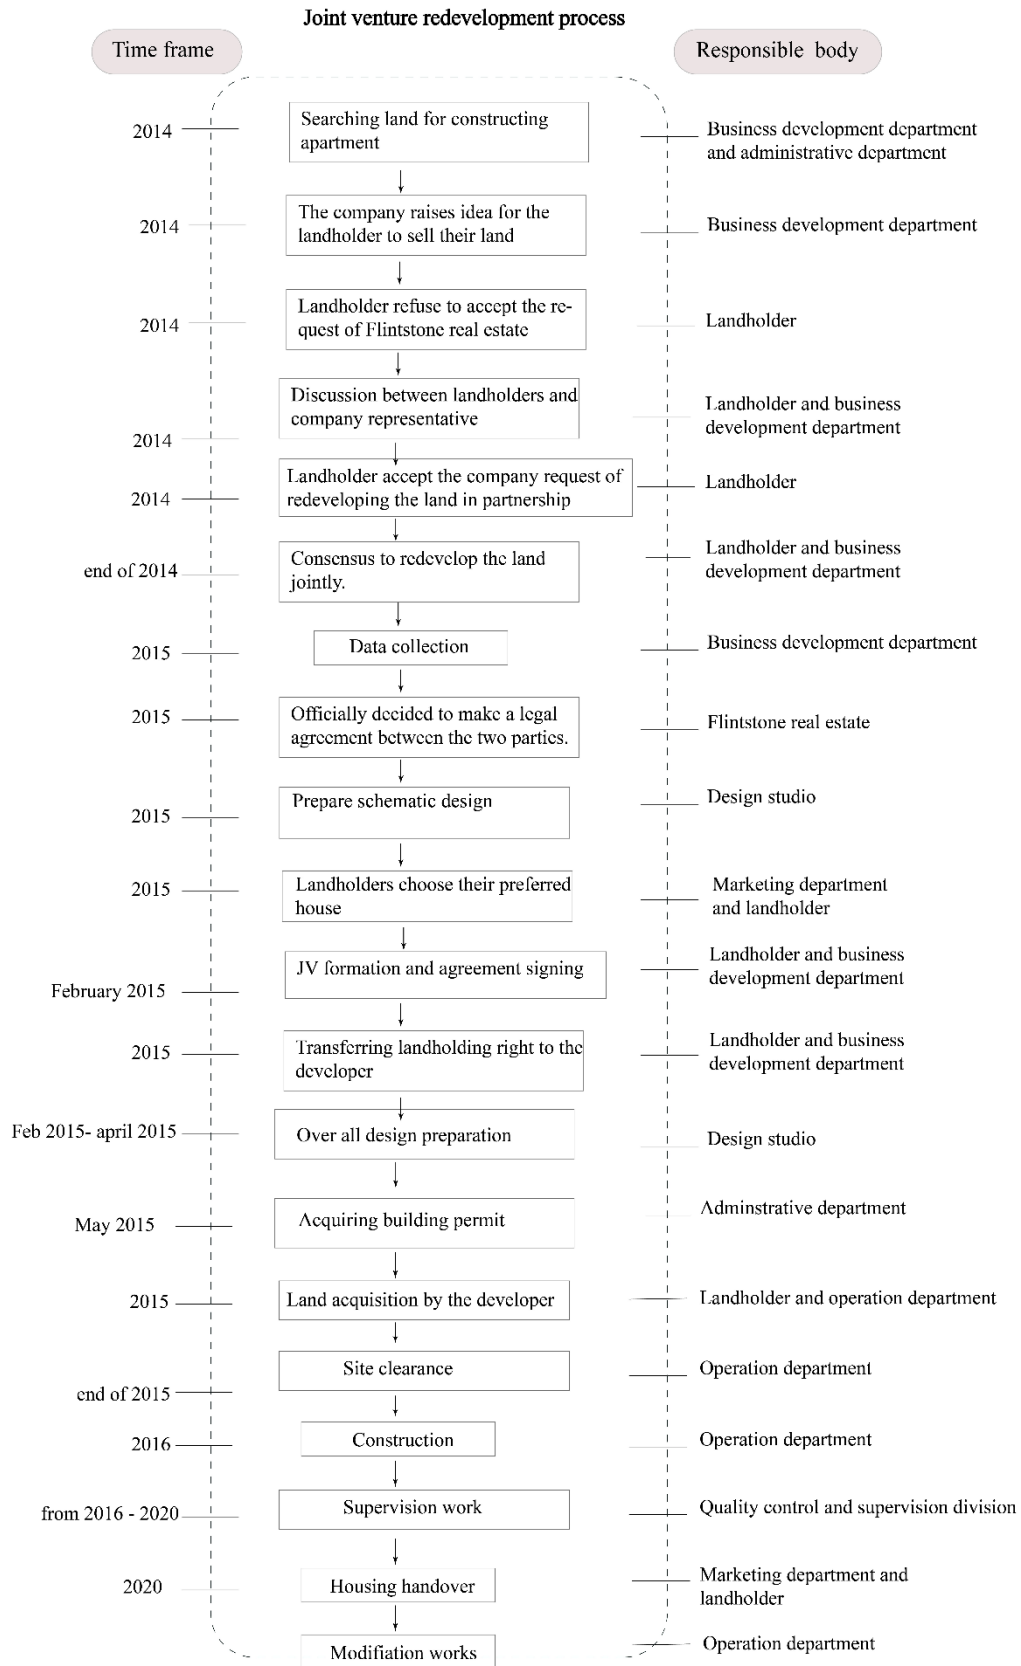 Joint venture redevelopment process
Time frame
Responsible body
2014
Searching land for constructing
apartment
Business development department
and administrative department
2014
The company raises idea for the
landholder to sell their land
Business development department
2014
Landholder refuse to accept the re-
quest of Flintstone real estate
Landholder
2014
Discussion between landholders and
company representative
Landholder and business
development department
2014
Landholder accept the company request of
redeveloping the land in partnership
Landholder
end of 2014
Consensus to redevelop the land
jointly.
Landholder and business
development department
2015
Data collection
Business development department
2015
Officially decided to make a legal
agreement between the two parties.
Flintstone real estate
2015
Prepare schematic design
Design studio
2015
Landholders choose their preferred
house
Marketing department
and landholder
February 2015
JV formation and agreement signing
Landholder and business
development department
2015
Transferring landholding right to the
developer
Landholder and business
development department
Feb 2015- april 2015
Over all design preparation
Design studio
May 2015
Acquiring building permit
Adminstrative department
2015
Land acquisition by the developer
Landholder and operation department
end of 2015
Site clearance
Operation department
2016
Construction
Operation department
from 2016 - 2020
Supervision work
Quality control and supervision division
2020
Housing handover
Marketing department and
landholder
Modifiation works
Operation department